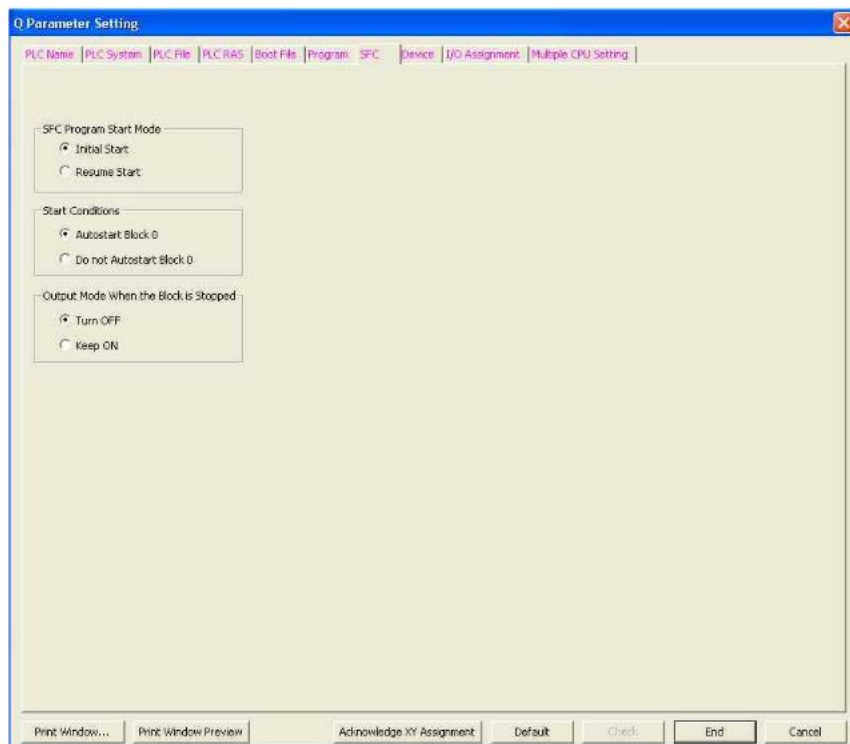 Q Parameter Setting
PLC Name PLC System PLC File PLC RAS Boot File Program SFC Device I/O Assignment Multiple CPU Setting
SFC Program Start Mode
Initial Start
Resume Start
Start Conditions
Autostart Block 0
Do not Autostart Block 0
Output Mode When the Block is Stopped
Turn OFF
Keep ON
Print Window... Print Window Preview Acknowledge XY Assignment Default Check End Cancel